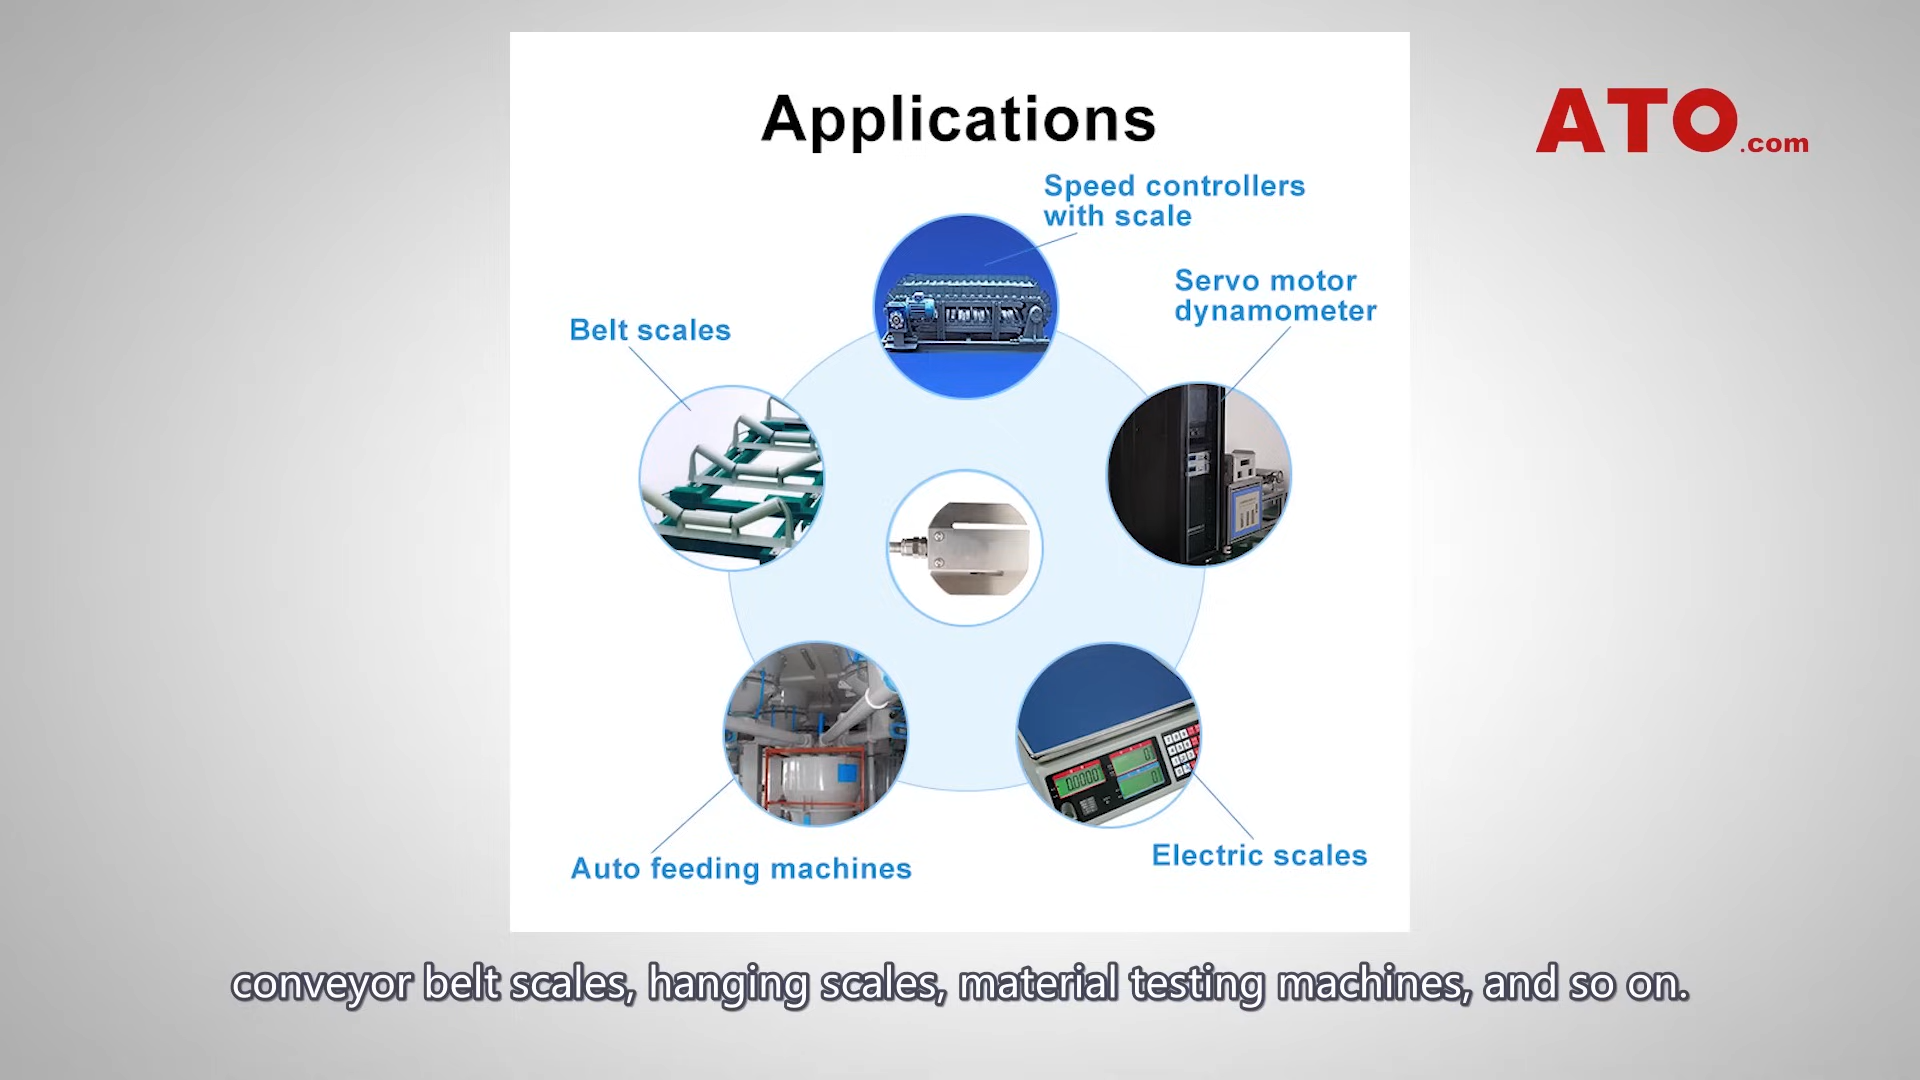 Applications
ATO.com
Speed controllers
with scale
Servo motor
dynamometer
Belt scales
Auto feeding machines
Electric scales
conveyor belt scales, hanging scales, material testing machines, and so on.